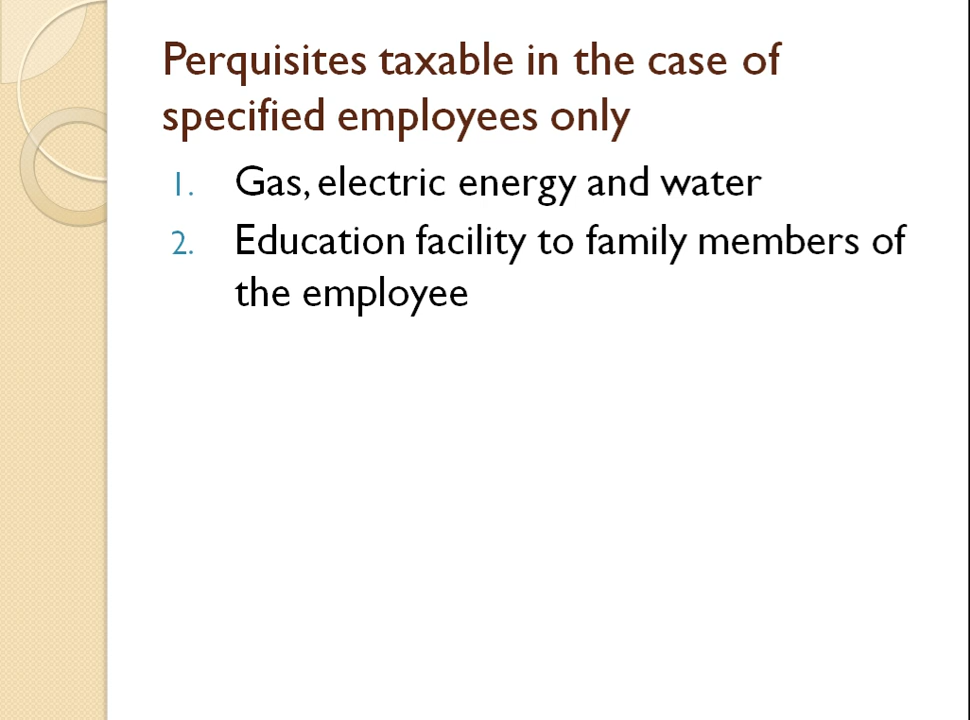 Perquisites taxable in the case of
specified employees only
1. Gas, electric energy and water
2. Education facility to family members of
the employee